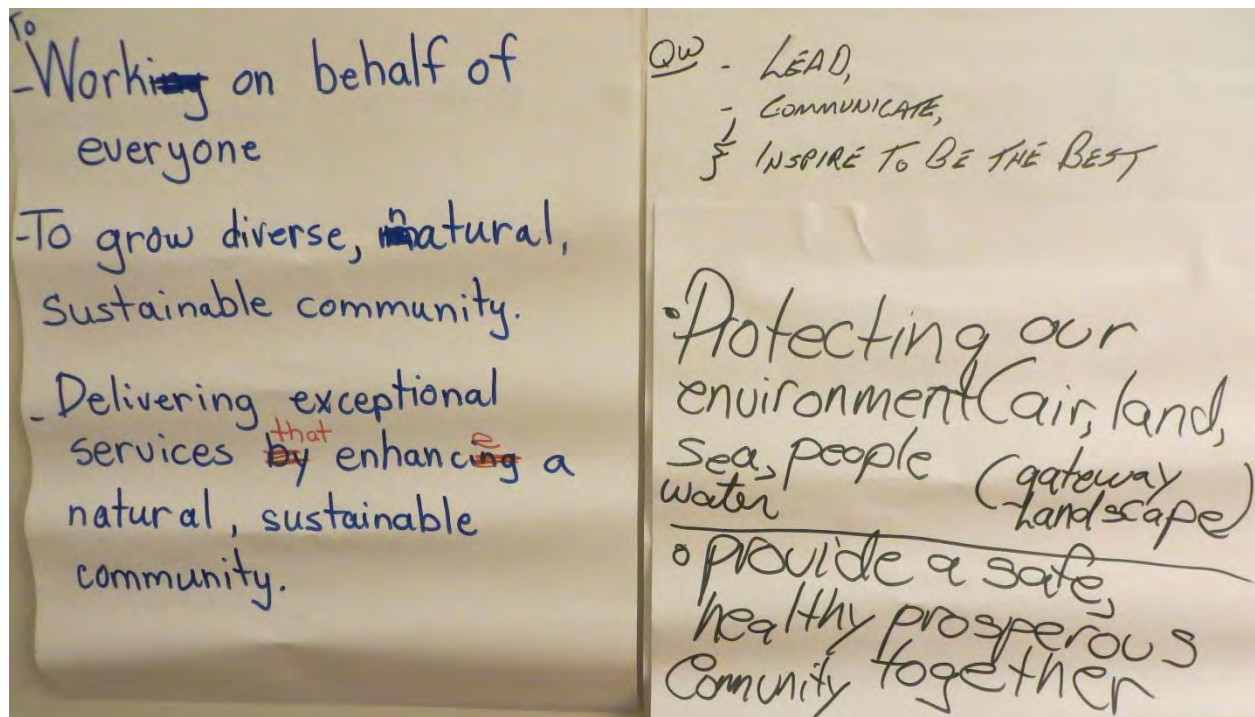 To
- Work on behalf of
everyone
- To grow diverse, natural,
sustainable community.
- Delivering exceptional
services that enhance a
natural, sustainable
community.
QW - LEAD,
- COMMUNICATE,
& INSPIRE TO BE THE BEST
• Protecting our
environment (air, land,
sea, people (gateway
water landscape)
• provide a safe,
healthy prosperous
Community together